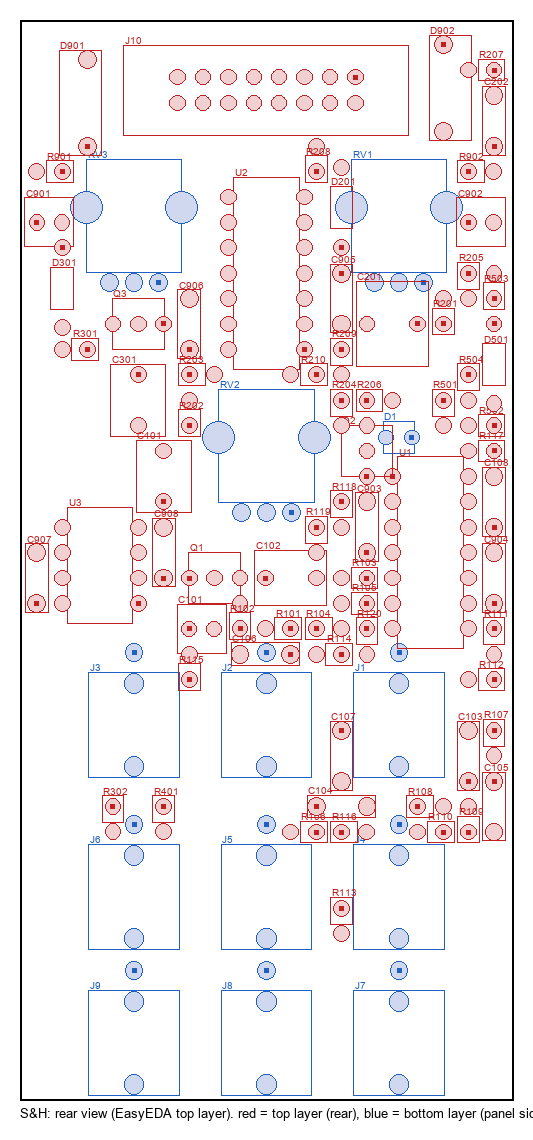 D902
D901
J10
R207
C202
R208
R901
RV3
RV1
R902
U2
D201
C901
C902
D301
C905
R205
C201
R503
Q3
C906
R201
R301
R209
D501
C301
R203
R210
R504
RV2
R204
R206
R501
R202
D1
R502
C401
U1
R117
C108
R118
C903
U3
C908
R119
C907
Q1
C102
C904
R103
C101
R105
R102
R101
R104
R120
R111
C106
R114
J3
R115
J2
J1
R112
C107
C103
R107
C105
R302
R401
C104
R108
R109
J6
J5
R106
R116
J4
R110
R113
J9
J8
J7
S&H: rear view (EasyEDA top layer). red = top layer (rear), blue = bottom layer (panel sid